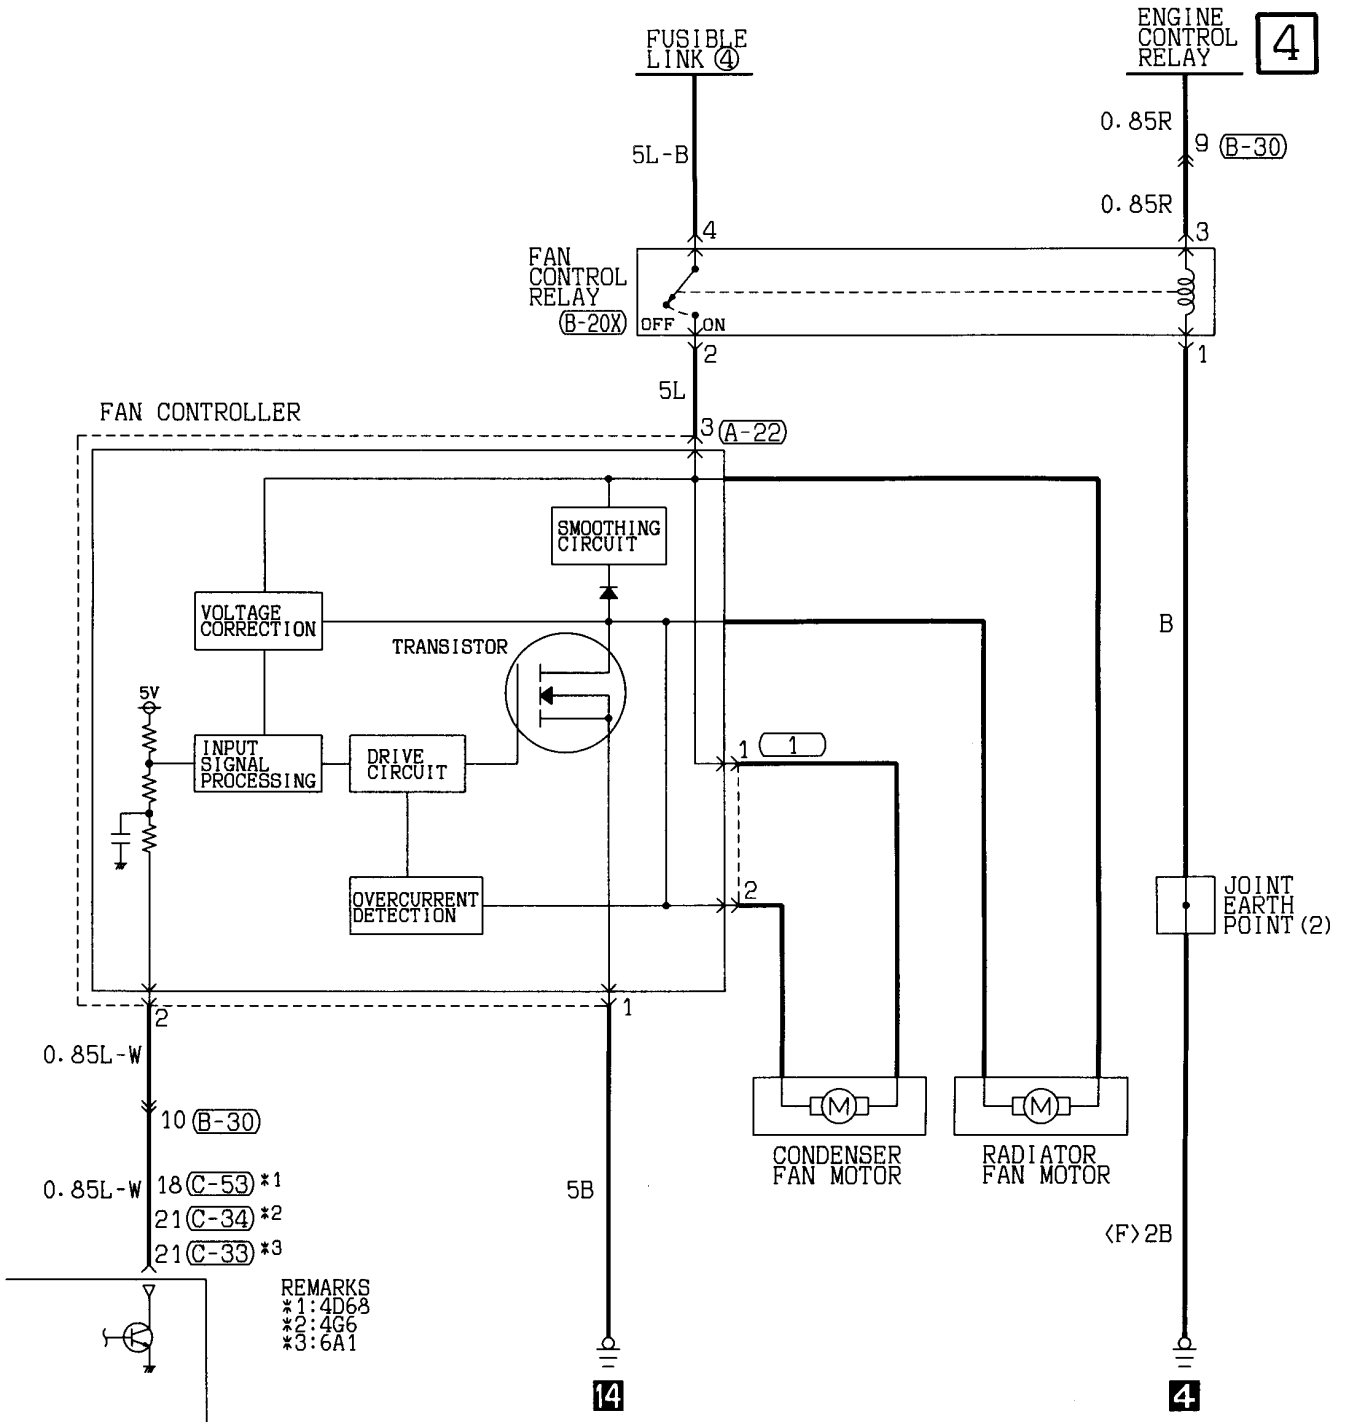 FUSIBLE
LINK ④
ENGINE
CONTROL
RELAY
4
0.85R
9 (B-30)
5L-B
0.85R
4
3
FAN
CONTROL
RELAY
(B-20X)
OFF
ON
2
1
5L
FAN CONTROLLER
3 (A-22)
SMOOTHING
CIRCUIT
VOLTAGE
CORRECTION
TRANSISTOR
B
5V
INPUT
SIGNAL
PROCESSING
DRIVE
CIRCUIT
1 (1)
OVERCURRENT
DETECTION
2
JOINT
EARTH
POINT(2)
2
1
0.85L-W
10 (B-30)
M
M
CONDENSER
FAN MOTOR
RADIATOR
FAN MOTOR
0.85L-W
18 (C-53) *1
21 (C-34) *2
21 (C-33) *3
5B
<F>2B
REMARKS
*1:4D68
*2:4G6
*3:6A1
14
4